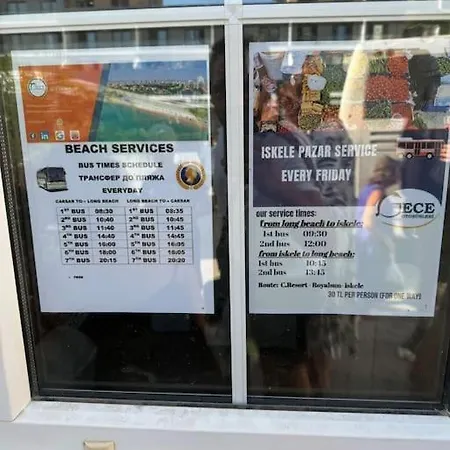 BEACH SERVICES
BUS TIMES SCHEDULE
ТРАНСФЕР ДО ПЛЯЖА
EVERYDAY
CAESAR TO - LONG BEACH LONG BEACH - CAESAR
1ST BUS 08:30 1ST BUS 08:35
2ND BUS 10:40 2ND BUS 10:45
3RD BUS 11:40 3RD BUS 11:45
4TH BUS 14:40 4TH BUS 14:45
5TH BUS 16:00 5TH BUS 16:05
6TH BUS 18:00 6TH BUS 18:05
7TH BUS 20:15 7TH BUS 20:20
ISKELE PAZAR SERVICE
EVERY FRIDAY
ECE
our service times:
from long beach to iskele:
1st bus 09:30
2nd bus 12:00
from iskele to long beach:
1st bus 10:45
2nd bus 13:45
Route: C.Resort - Royalsun- iskele
30 TL PER PERSON (FOR ONE WAY)